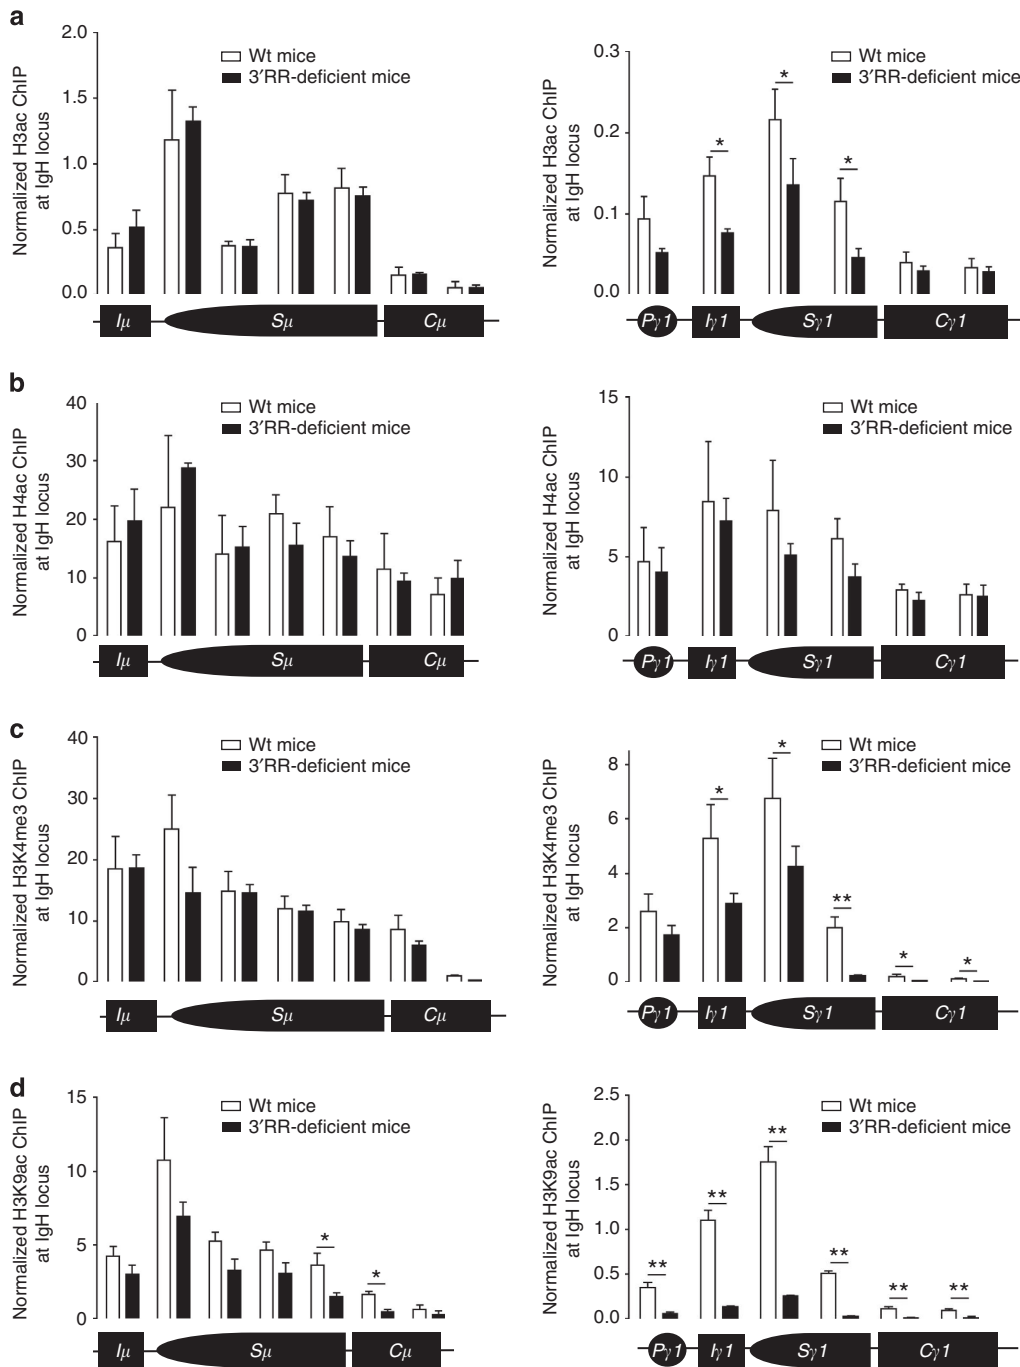 a
Normalized H3ac ChIP
at IgH locus
2.0
1.5
1.0
0.5
0.0
Wt mice
3′RR-deficient mice
Iμ
Sμ
Cμ
Normalized H3ac ChIP
at IgH locus
0.3
0.2
0.1
0.0
Wt mice
3′RR-deficient mice
*
*
*
Pγ1
Iγ1
Sγ1
Cγ1
b
Normalized H4ac ChIP
at IgH locus
40
30
20
10
0
Wt mice
3′RR-deficient mice
Iμ
Sμ
Cμ
Normalized H4ac ChIP
at IgH locus
15
10
5
0
Wt mice
3′RR-deficient mice
Pγ1
Iγ1
Sγ1
Cγ1
c
Normalized H3K4me3 ChIP
at IgH locus
40
30
20
10
0
Wt mice
3′RR-deficient mice
Iμ
Sμ
Cμ
Normalized H3K4me3 ChIP
at IgH locus
8
6
4
2
0
Wt mice
3′RR-deficient mice
*
*
**
*
*
Pγ1
Iγ1
Sγ1
Cγ1
d
Normalized H3K9ac ChIP
at IgH locus
15
10
5
0
Wt mice
3′RR-deficient mice
*
*
Iμ
Sμ
Cμ
Normalized H3K9ac ChIP
at IgH locus
2.5
2.0
1.5
1.0
0.5
0.0
Wt mice
3′RR-deficient mice
**
**
**
**
**
**
Pγ1
Iγ1
Sγ1
Cγ1